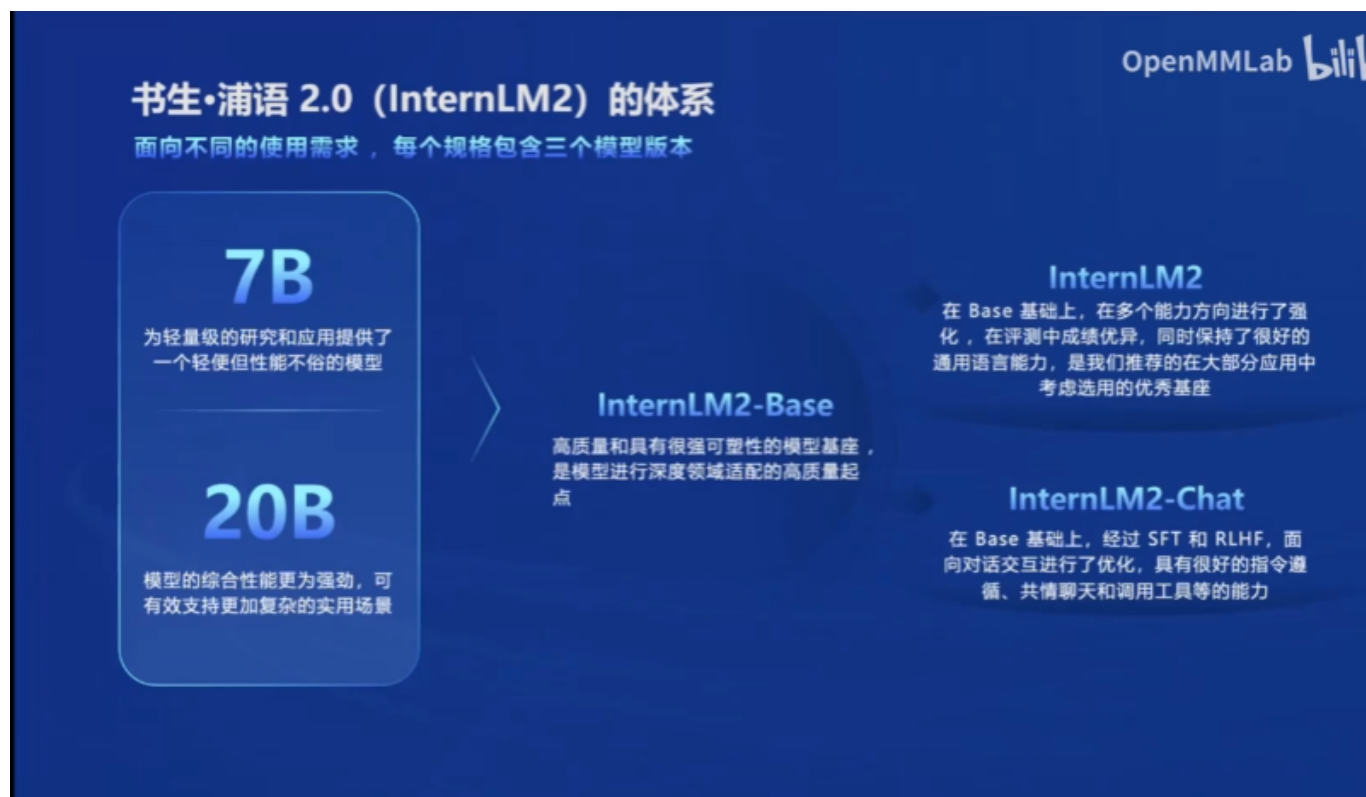 OpenMMLab
书生·浦语 2.0（InternLM2）的体系
面向不同的使用需求，每个规格包含三个模型版本
7B
为轻量级的研究和应用提供了
一个轻便但性能不俗的模型
20B
模型的综合性能更为强劲，可
有效支持更加复杂的实用场景
InternLM2-Base
高质量和具有很强可塑性的模型基座，
是模型进行深度领域适配的高质量起
点
InternLM2
在 Base 基础上，在多个能力方向进行了强
化，在评测中成绩优异，同时保持了很好的
通用语言能力，是我们推荐的在大部分应用中
考虑选用的优秀基座
InternLM2-Chat
在 Base 基础上，经过 SFT 和 RLHF，面
向对话交互进行了优化，具有很好的指令遵
循、共情聊天和调用工具等的能力